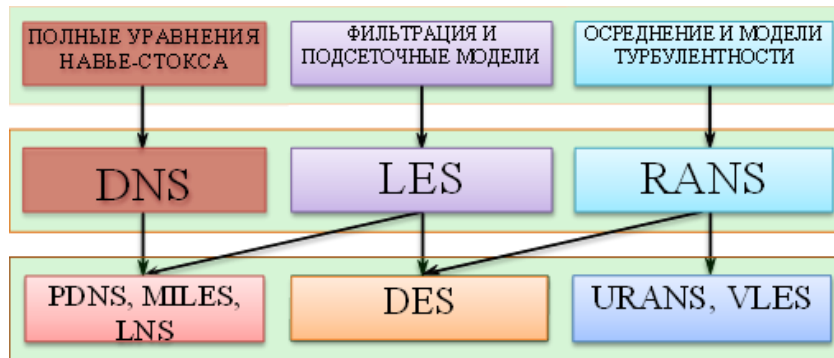 ПОЛНЫЕ УРАВНЕНИЯ
НАВЬЕ-СТОКСА
ФИЛЬТРАЦИЯ И
ПОДСЕТОЧНЫЕ МОДЕЛИ
ОСРЕДНЕНИЕ И МОДЕЛИ
ТУРБУЛЕНТНОСТИ
DNS
LES
RANS
PDNS, MILES,
LNS
DES
URANS, VLES